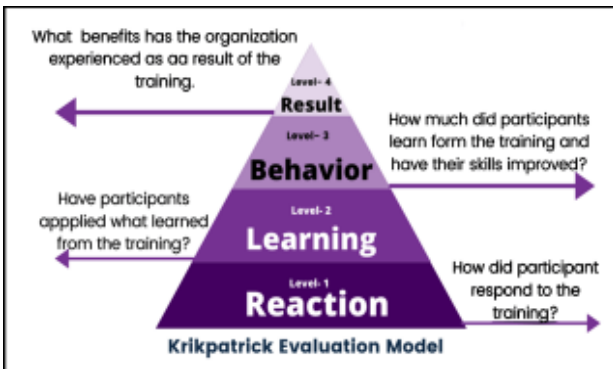 What benefits has the organization
experienced as aa result of the
training.
Level- 4
Result
How much did participants
learn form the training and
have their skills improved?
Level- 3
Behavior
Have participants
appplied what learned
from the training?
Level- 2
Learning
How did participant
respond to the
training?
Level- 1
Reaction
Krikpatrick Evaluation Model